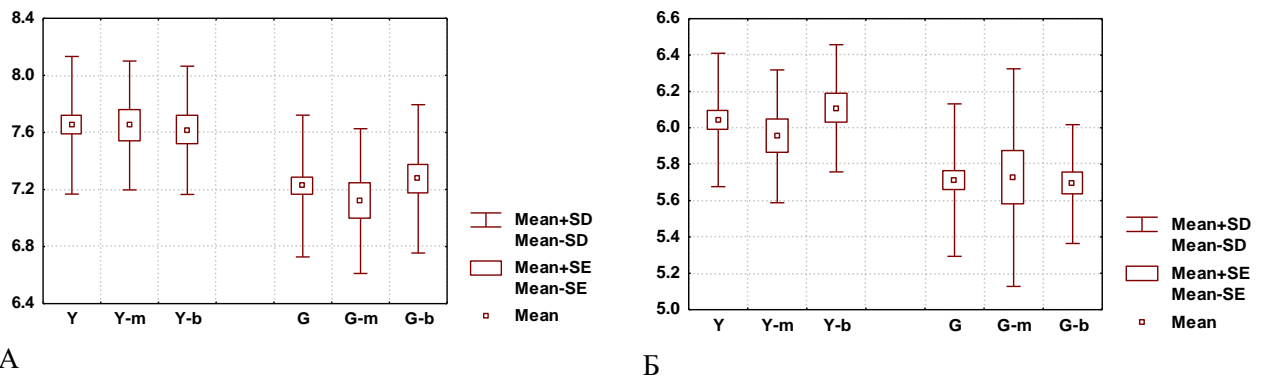 8.4
8.0
7.6
7.2
6.8
6.4
Y Y-m Y-b G G-m G-b
Mean+SD
Mean-SD
Mean+SE
Mean-SE
Mean
А
6.6
6.4
6.2
6.0
5.8
5.6
5.4
5.2
5.0
Y Y-m Y-b G G-m G-b
Mean+SD
Mean-SD
Mean+SE
Mean-SE
Mean
Б